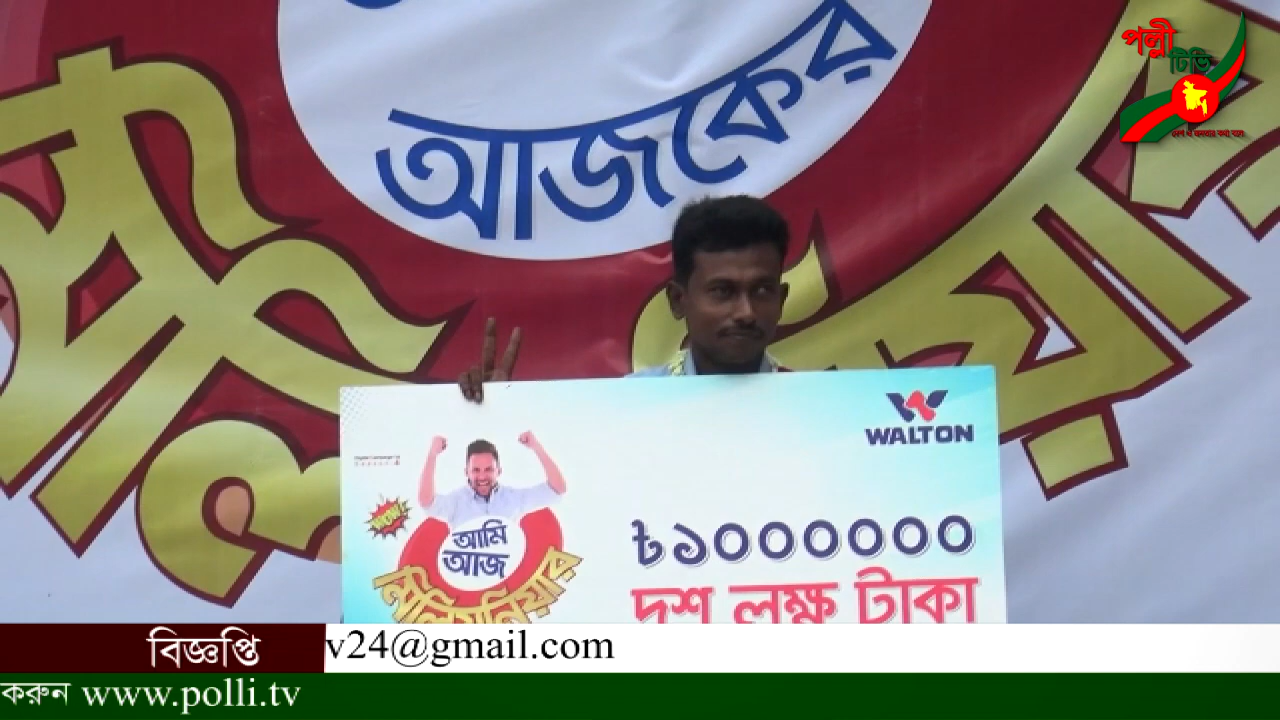 পল্লী
টিভি
আজকের
WALTON
আমি
আজ
মিলিয়নিয়ার
৳১০০০০০০
দশ লক্ষ টাকা
বিজ্ঞপ্তি
v24@gmail.com
করুন www.polli.tv